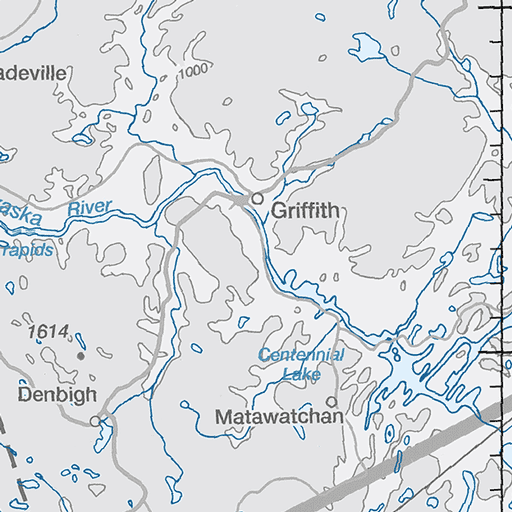 adeville
1000
Griffith
aska River
rapids
1614
Centennial
Lake
Denbigh
Matawatchan